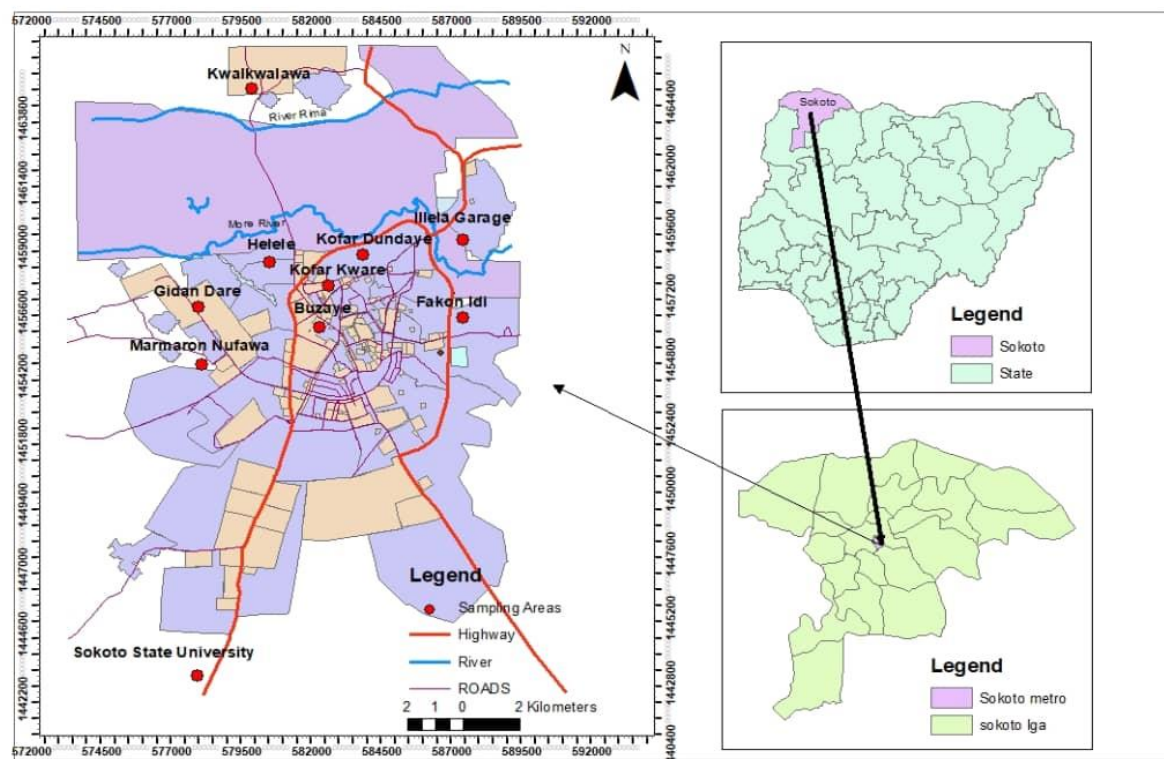 572000 574500 577000 579500 582000 584500 587000 589500 592000
N
Kwalkwalawa
River Rima
More River
Illela Garage
Helele
Kofar Dundaye
Kofar Kware
Gidan Dare
Buzaye
Fakon Idi
Marmaron Nufawa
Sokoto State University
Legend
Sampling Areas
Highway
River
ROADS
2 1 0 2 Kilometers
1463800
1461400
1459000
1456600
1454200
1451800
1449400
1447000
1444600
1442200
1464400
1462000
1459600
1457200
1454800
1452400
1450000
1447600
1445200
1442800
40400
572000 574500 577000 579500 582000 584500 587000 589500 592000
Sokoto
Legend
Sokoto
State
Legend
Sokoto metro
sokoto lga